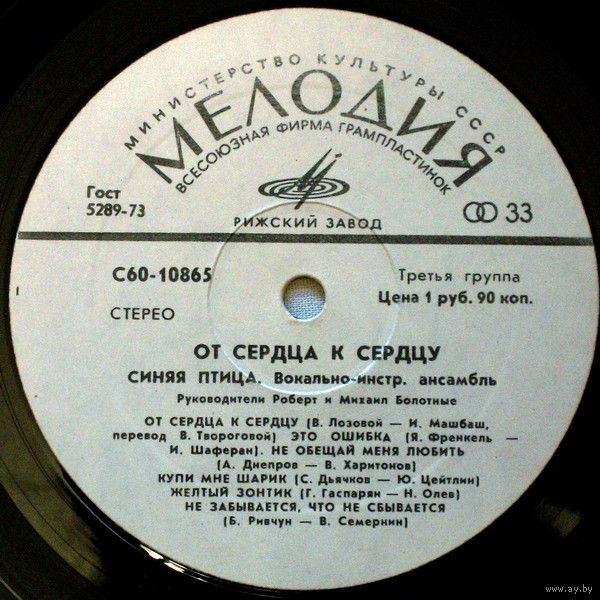 МИНИСТЕРСТВО КУЛЬТУРЫ СССР
МЕЛОДИЯ
ВСЕСОЮЗНАЯ ФИРМА ГРАМПЛАСТИНОК
Гост
5289-73
33
РИЖСКИЙ ЗАВОД
С60-10865
Третья группа
Цена 1 руб. 90 коп.
СТЕРЕО
ОТ СЕРДЦА К СЕРДЦУ
СИНЯЯ ПТИЦА. Вокально-инстр. ансамбль
Руководители Роберт и Михаил Болотные
ОТ СЕРДЦА К СЕРДЦУ (В. Лозовой — И. Машбаш,
перевод В. Твороговой) ЭТО ОШИБКА (Я. Френкель —
И. Шаферан). НЕ ОБЕЩАЙ МЕНЯ ЛЮБИТЬ
(А. Днепров — В. Харитонов)
КУПИ МНЕ ШАРИК (С. Дьячков — Ю. Цейтлин)
ЖЕЛТЫЙ ЗОНТИК (Г. Гаспарян — Н. Олев)
НЕ ЗАБЫВАЕТСЯ, ЧТО НЕ СБЫВАЕТСЯ
(Б. Ривчун — В. Семернин)
www.ay.by